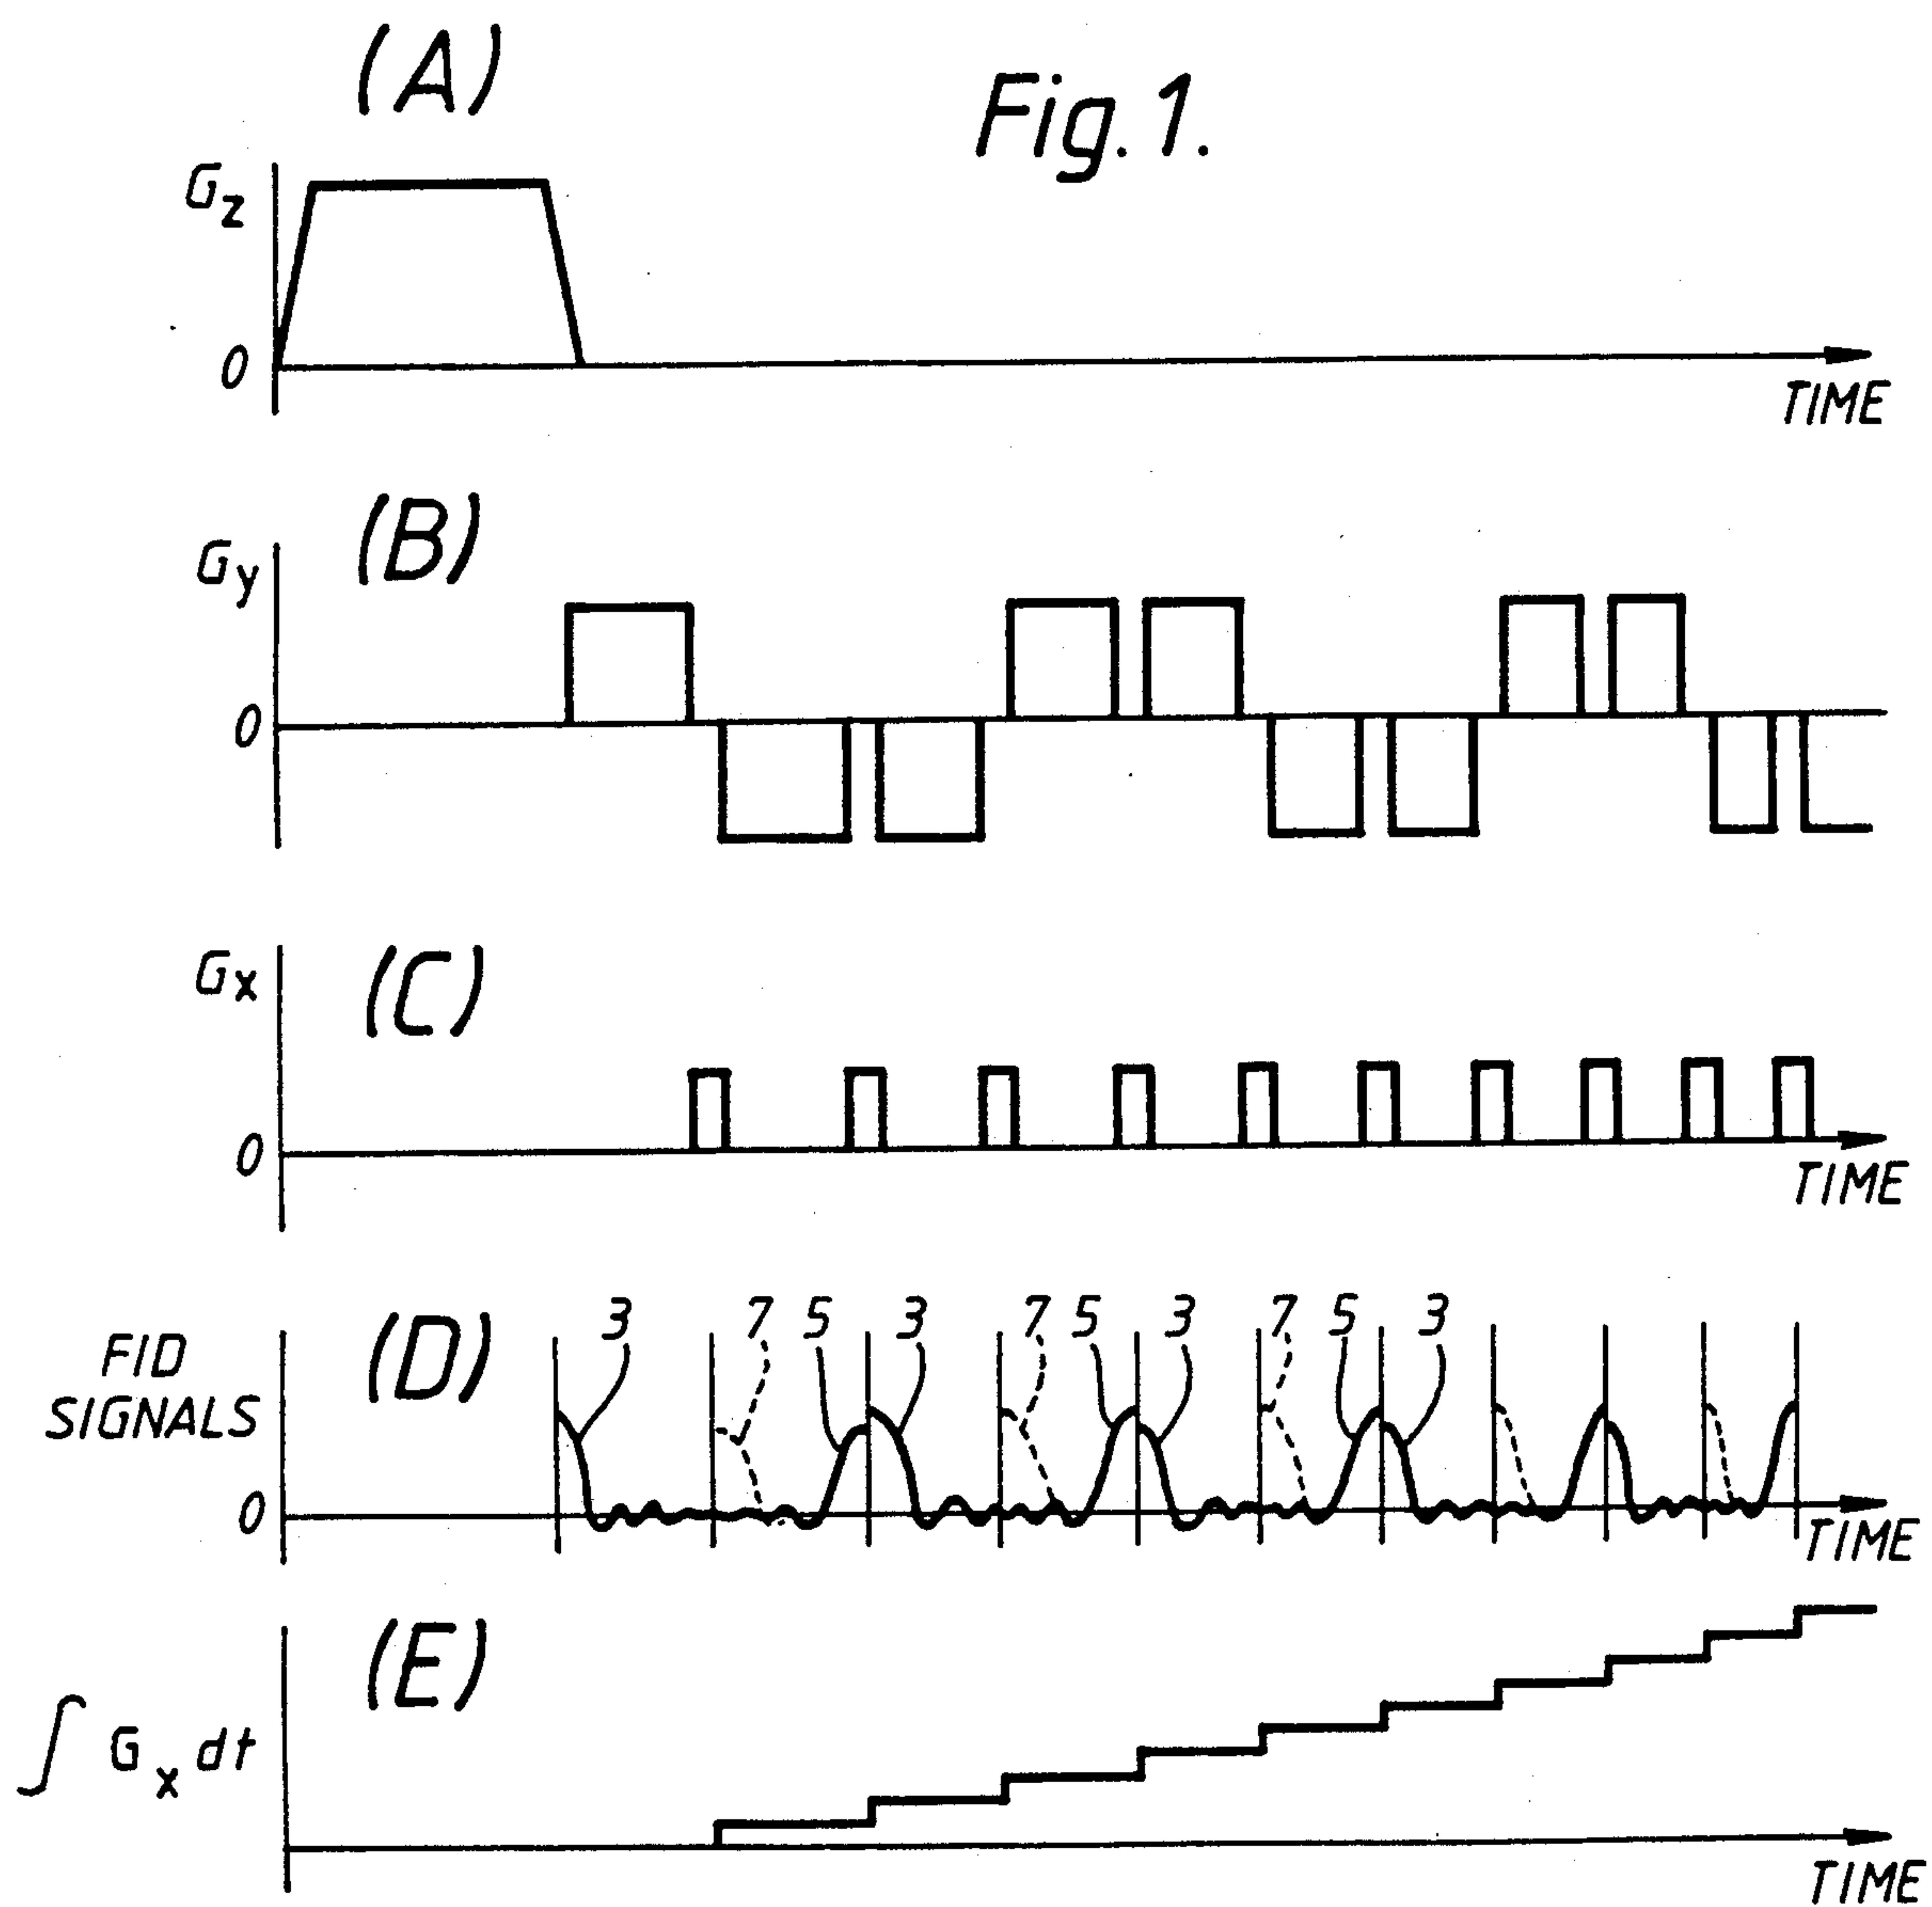 (A)
Fig. 1.
Gz
0
TIME
(B)
Gy
0
(C)
Gx
0
TIME
3 7 5 3 7 5 3 7 5 3
(D)
FID
SIGNALS
0
TIME
(E)
∫ Gx dt
TIME